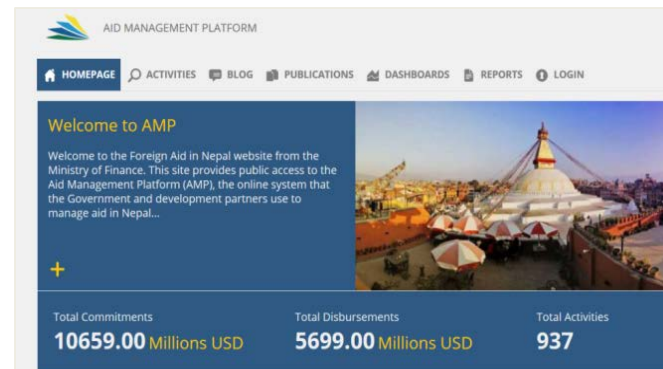 AID MANAGEMENT PLATFORM
HOMEPAGE ACTIVITIES BLOG PUBLICATIONS DASHBOARDS REPORTS LOGIN
Welcome to AMP
Welcome to the Foreign Aid in Nepal website from the
Ministry of Finance. This site provides public access to the
Aid Management Platform (AMP), the online system that
the Government and development partners use to
manage aid in Nepal...
+
Total Commitments Total Disbursements Total Activities
10659.00 Millions USD 5699.00 Millions USD 937